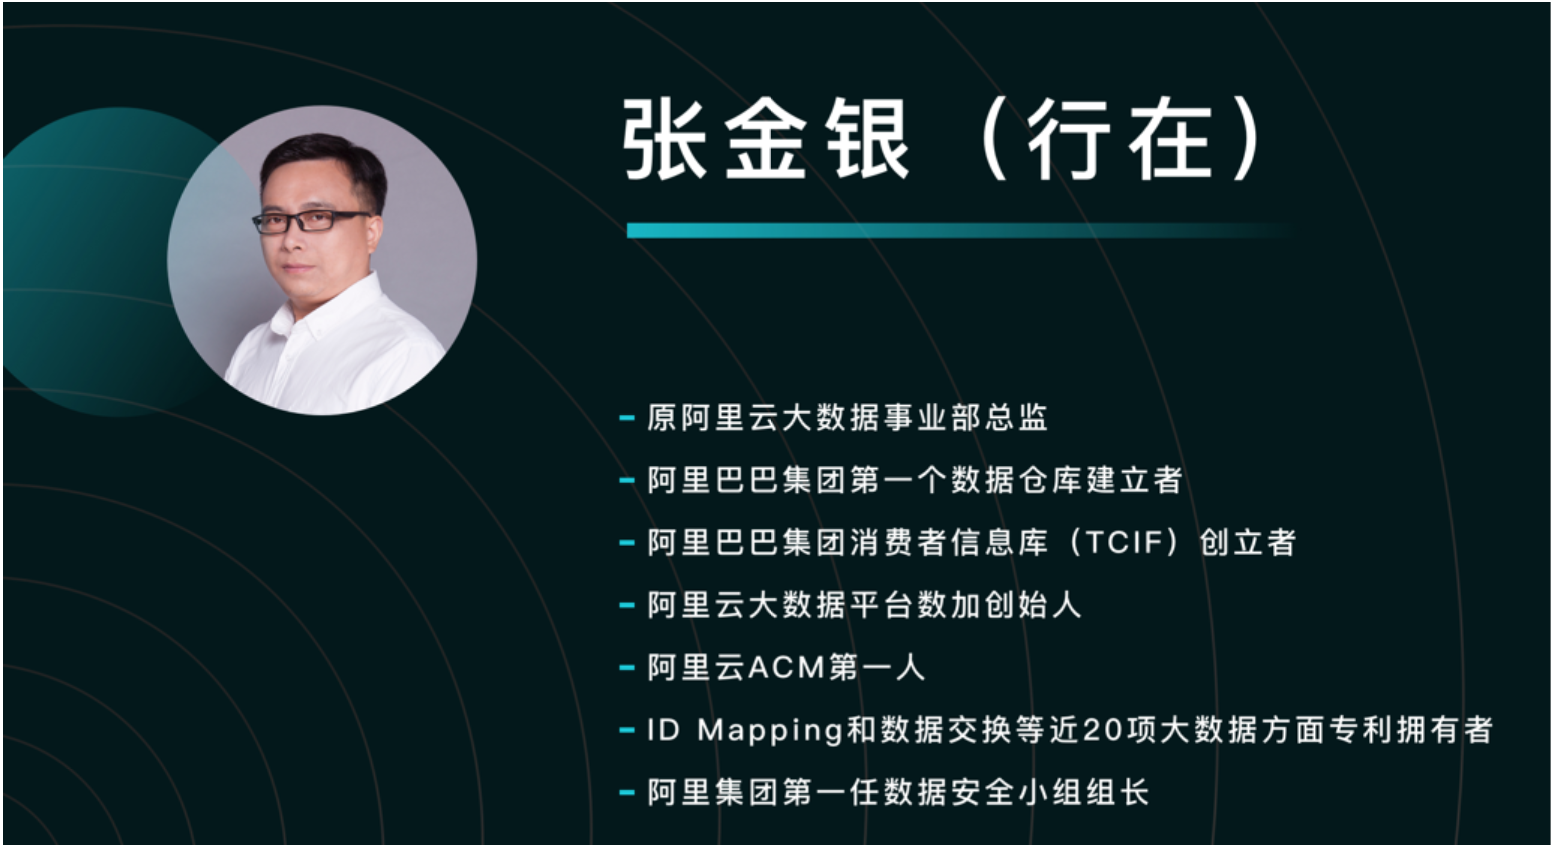 张金银（行在）
- 原阿里云大数据事业部总监
- 阿里巴巴集团第一个数据仓库建立者
- 阿里巴巴集团消费者信息库（TCIF）创立者
- 阿里云大数据平台数加创始人
- 阿里云ACM第一人
- ID Mapping和数据交换等近20项大数据方面专利拥有者
- 阿里集团第一任数据安全小组组长